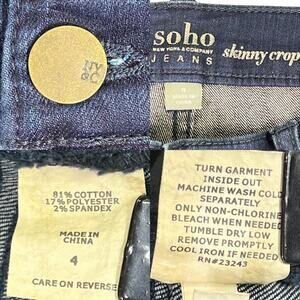 NY
&C
soho
NEW YORK & COMPANY
JEANS
skinny crop
81% COTTON
17% POLYESTER
2% SPANDEX
MADE IN
CHINA
4
CARE ON REVERSE
TURN GARMENT
INSIDE OUT
MACHINE WASH COLD
SEPARATELY
ONLY NON-CHLORINE
BLEACH WHEN NEEDED
TUMBLE DRY LOW
REMOVE PROMPTLY
COOL IRON IF NEEDED
RN#23243